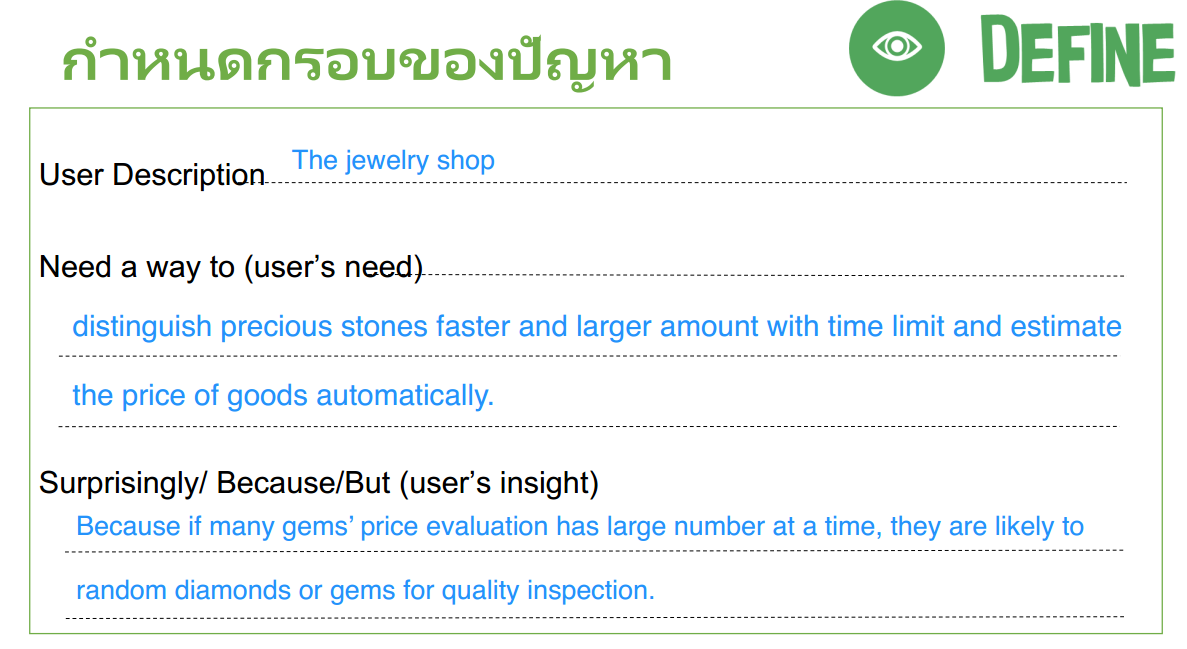 กำหนดกรอบของปัญหา
DEFINE
User Description The jewelry shop
Need a way to (user’s need)
distinguish precious stones faster and larger amount with time limit and estimate
the price of goods automatically.
Surprisingly/ Because/But (user’s insight)
Because if many gems’ price evaluation has large number at a time, they are likely to
random diamonds or gems for quality inspection.